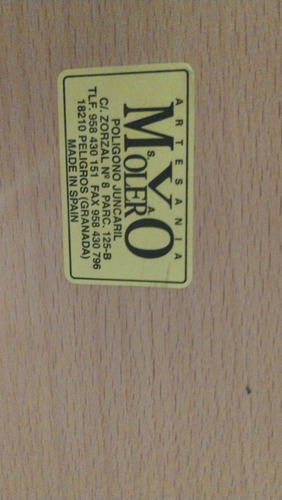 ARTESANIA
MYO
S. A.
MOLERO
POLIGONO JUNCARIL
C/. ZORZAL Nº 8 PARC. 125-B
TLF. 958 430 151 FAX 958 430 796
18210 PELIGROS (GRANADA)
MADE IN SPAIN